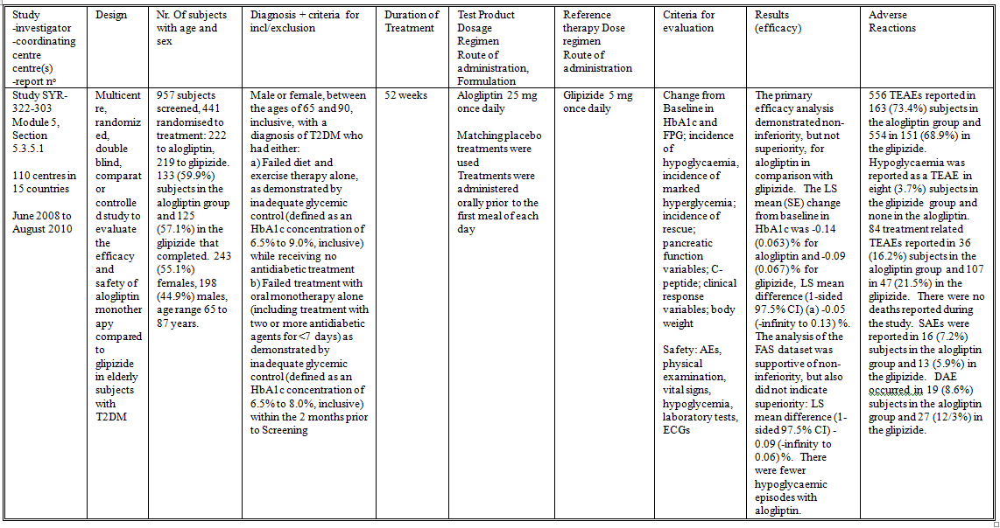 Study
-investigator
-coordinating
centre
centre(s)
-report nº
Design
Nr. Of subjects
with age and
sex
Diagnosis + criteria for
incl/exclusion
Duration of
Treatment
Test Product
Dosage
Regimen
Route of
administration,
Formulation
Reference
therapy Dose
regimen
Route of
administration
Criteria for
evaluation
Results
(efficacy)
Adverse
Reactions
Study SYR-
322-303
Module 5,
Section
5.3.5.1
110 centres in
15 countries
June 2008 to
August 2010
Multicent
re,
randomiz
ed,
double
blind,
comparat
or
controlle
d study to
evaluate
the
efficacy
and
safety of
alogliptin
monother
apy
compared
to
glipizide
in elderly
subjects
with
T2DM
957 subjects
screened, 441
randomised to
treatment: 222
to alogliptin,
219 to glipizide.
133 (59.9%)
subjects in the
alogliptin group
and 125
(57.1%) in the
glipizide that
completed. 243
(55.1%)
females, 198
(44.9%) males,
age range 65 to
87 years.
Male or female, between
the ages of 65 and 90,
inclusive, with a
diagnosis of T2DM who
had either:
a) Failed diet and
exercise therapy alone,
as demonstrated by
inadequate glycemic
control (defined as an
HbA1c concentration of
6.5% to 9.0%, inclusive)
while receiving no
antidiabetic treatment
b) Failed treatment with
oral monotherapy alone
(including treatment with
two or more antidiabetic
agents for <7 days) as
demonstrated by
inadequate glycemic
control (defined as an
HbA1c concentration of
6.5% to 8.0%, inclusive)
within the 2 months prior
to Screening
52 weeks
Alogliptin 25 mg
once daily
Matching placebo
treatments were
used
Treatments were
administered
orally prior to the
first meal of each
day
Glipizide 5 mg
once daily
Change from
Baseline in
HbA1c and
FPG; incidence
of
hypoglycaemia,
incidence of
marked
hyperglycemia;
incidence of
rescue;
pancreatic
function
variables; C-
peptide; clinical
response
variables; body
weight
Safety: AEs,
physical
examination,
vital signs,
hypoglycemia,
laboratory tests,
ECGs
The primary
efficacy analysis
demonstrated non-
inferiority, but not
superiority, for
alogliptin in
comparison with
glipizide. The LS
mean (SE) change
from baseline in
HbA1c was -0.14
(0.063) % for
alogliptin and -0.09
(0.067) % for
glipizide, LS mean
difference (1-sided
97.5% CI) (a) -0.05
(-infinity to 0.13) %.
The analysis of the
FAS dataset was
supportive of non-
inferiority, but also
did not indicate
superiority: LS
mean difference (1-
sided 97.5% CI) -
0.09 (-infinity to
0.06)%. There
were fewer
hypoglycaemic
episodes with
alogliptin.
556 TEAEs reported in
163 (73.4%) subjects in
the alogliptin group and
554 in 151 (68.9%) in
the glipizide.
Hypoglycaemia was
reported as a TEAE in
eight (3.7%) subjects in
the glipizide group and
none in the alogliptin.
84 treatment related
TEAEs reported in 36
(16.2%) subjects in the
alogliptin group and 107
in 47 (21.5%) in the
glipizide. There were no
deaths reported during
the study. SAEs were
reported in 16 (7.2%)
subjects in the alogliptin
group and 13 (5.9%) in
the glipizide. DAE
occurred in 19 (8.6%)
subjects in the alogliptin
group and 27 (12/3%) in
the glipizide.